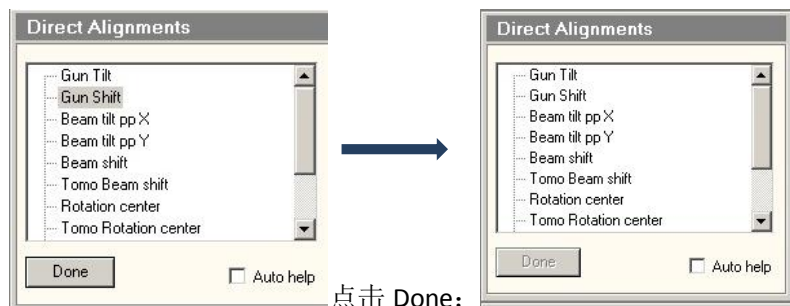 Direct Alignments
Gun Tilt
Gun Shift
Beam tilt pp X
Beam tilt pp Y
Beam shift
Tomo Beam shift
Rotation center
Tomo Rotation center
Done
Auto help
点击 Done：
Direct Alignments
Gun Tilt
Gun Shift
Beam tilt pp X
Beam tilt pp Y
Beam shift
Tomo Beam shift
Rotation center
Tomo Rotation center
Done
Auto help